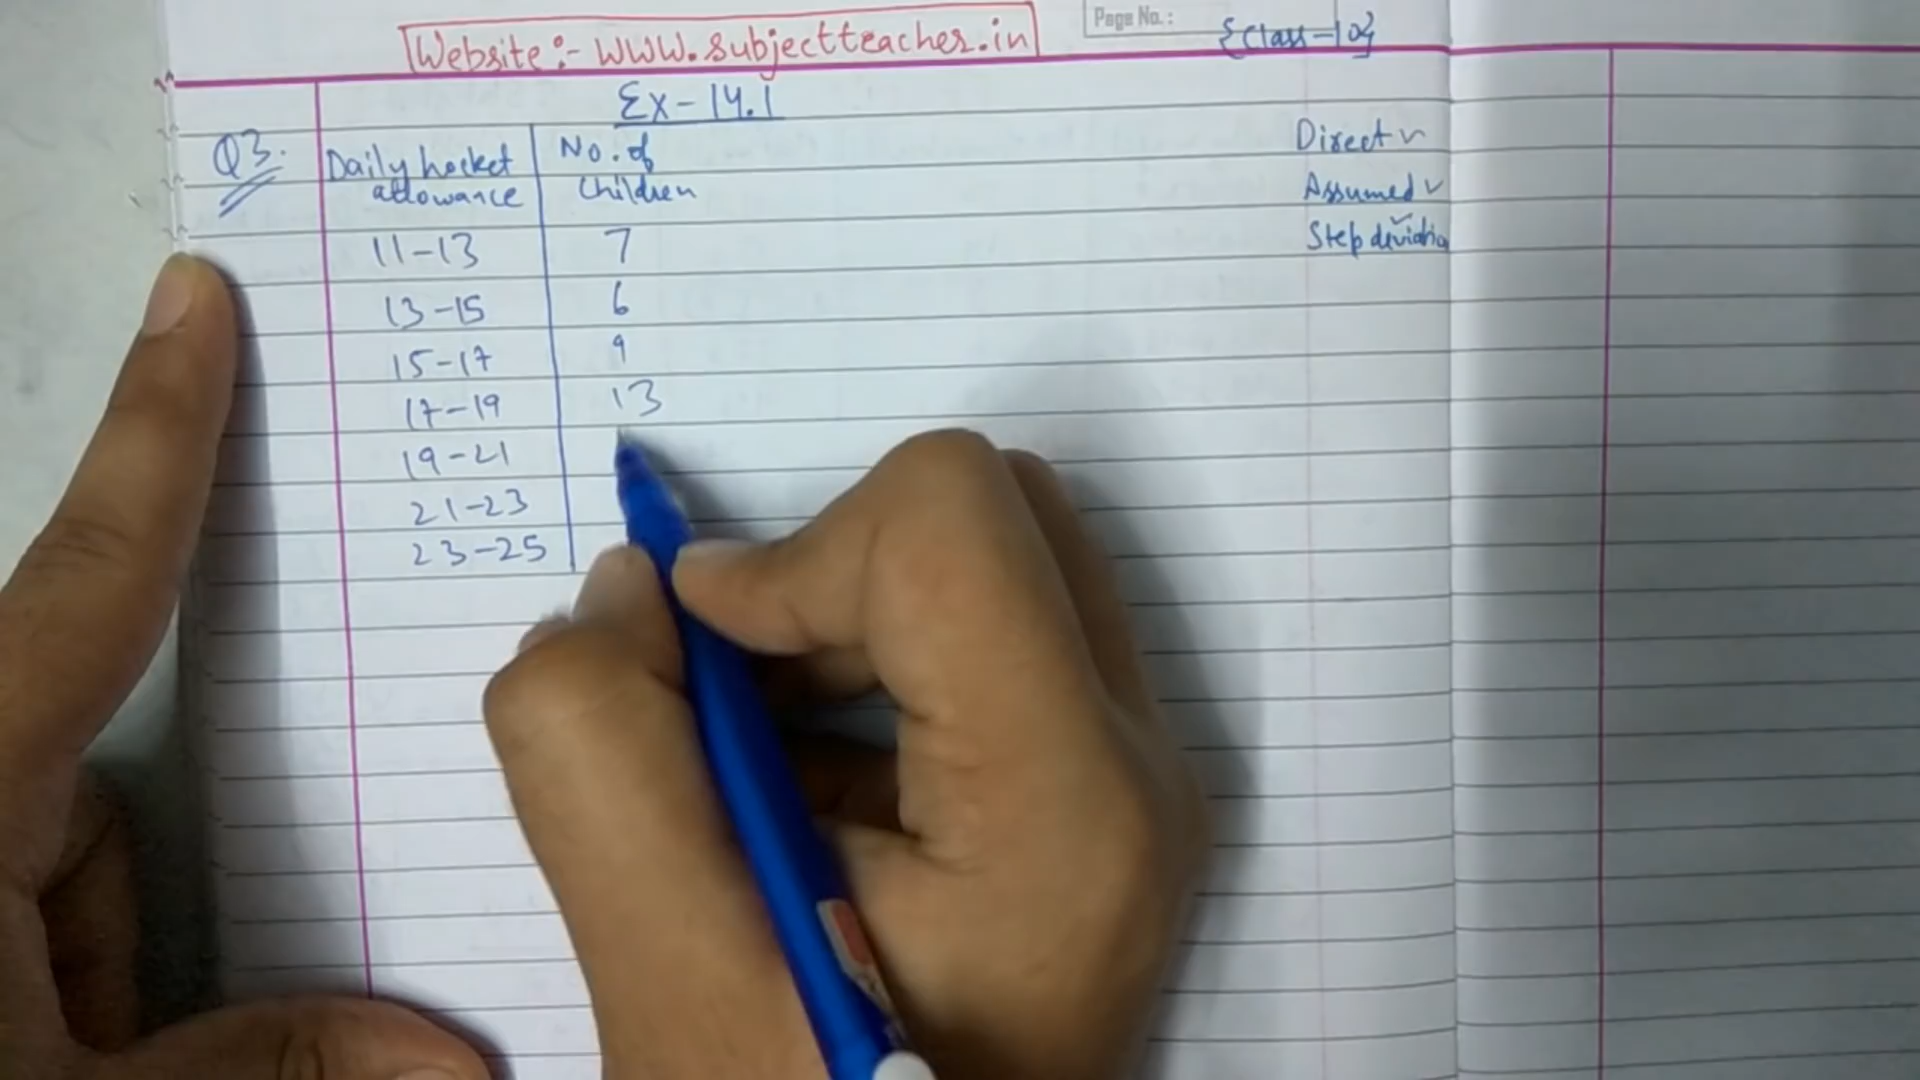 Website:- www.subjectteacher.in
Page No.:
{Class-10}
Ex-14.1
Q3.
Daily pocket allowance | No. of Children
11-13 7
13-15 6
15-17 9
17-19 13
19-21
21-23
23-25
Direct ✓
Assumed ✓
Step deviation ✓